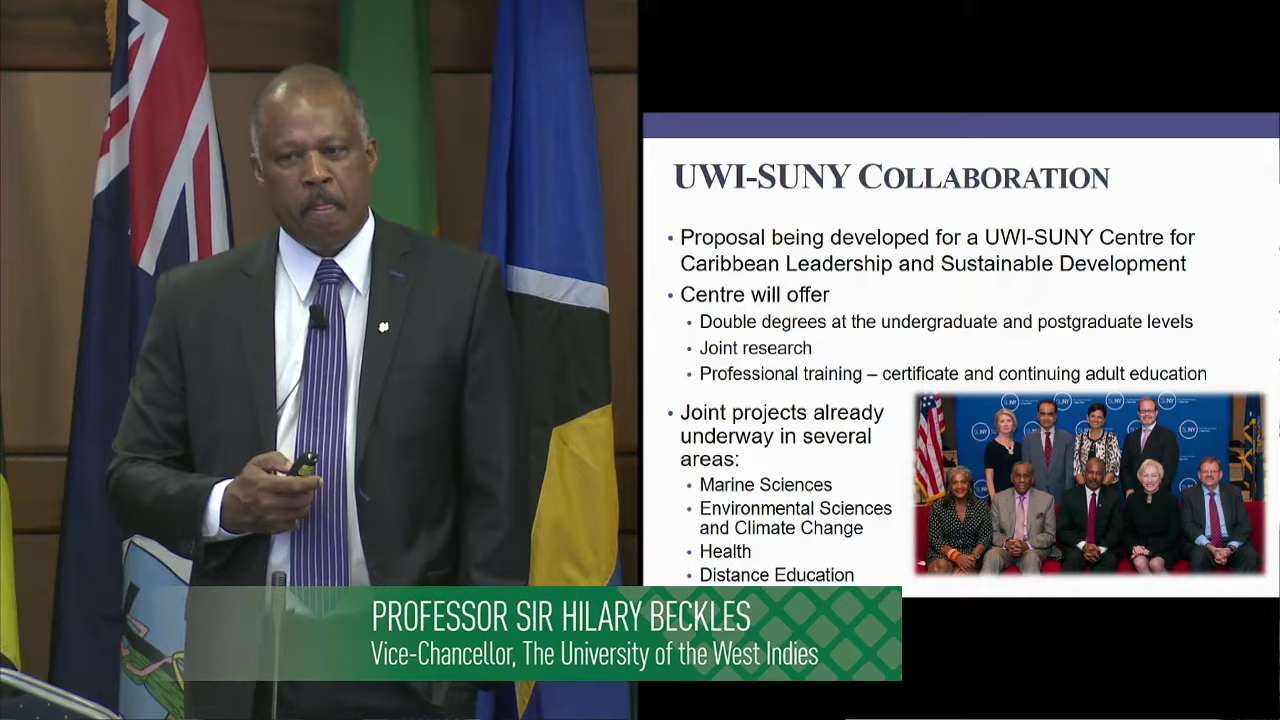 UWI-SUNY COLLABORATION
• Proposal being developed for a UWI-SUNY Centre for
Caribbean Leadership and Sustainable Development
• Centre will offer
• Double degrees at the undergraduate and postgraduate levels
• Joint research
• Professional training – certificate and continuing adult education
• Joint projects already
underway in several
areas:
• Marine Sciences
• Environmental Sciences
and Climate Change
• Health
• Distance Education
SUNY
SUNY
SUNY
PROFESSOR SIR HILARY BECKLES
Vice-Chancellor, The University of the West Indies